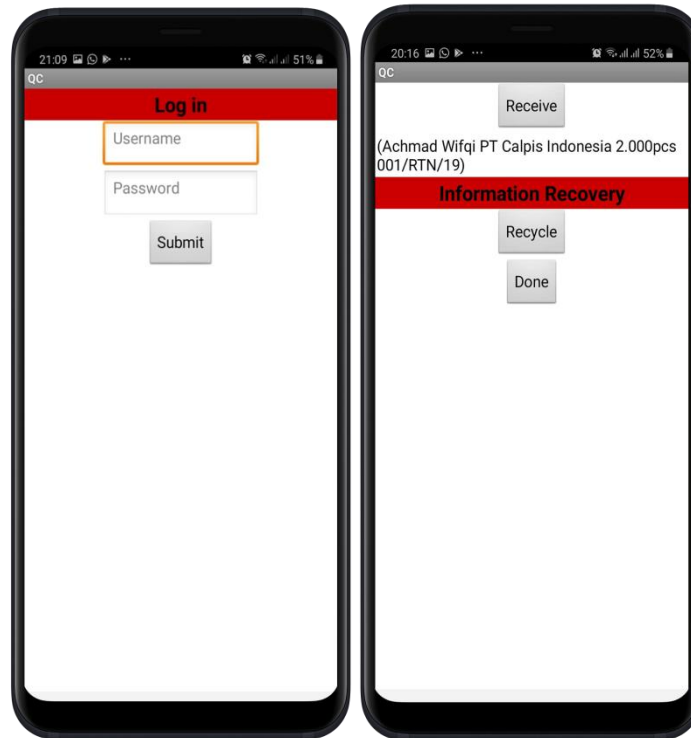 21:09 ... 51%
QC
Log in
Username
Password
Submit
20:16 ... 52%
QC
Receive
(Achmad Wifqi PT Calpis Indonesia 2.000pcs
001/RTN/19)
Information Recovery
Recycle
Done